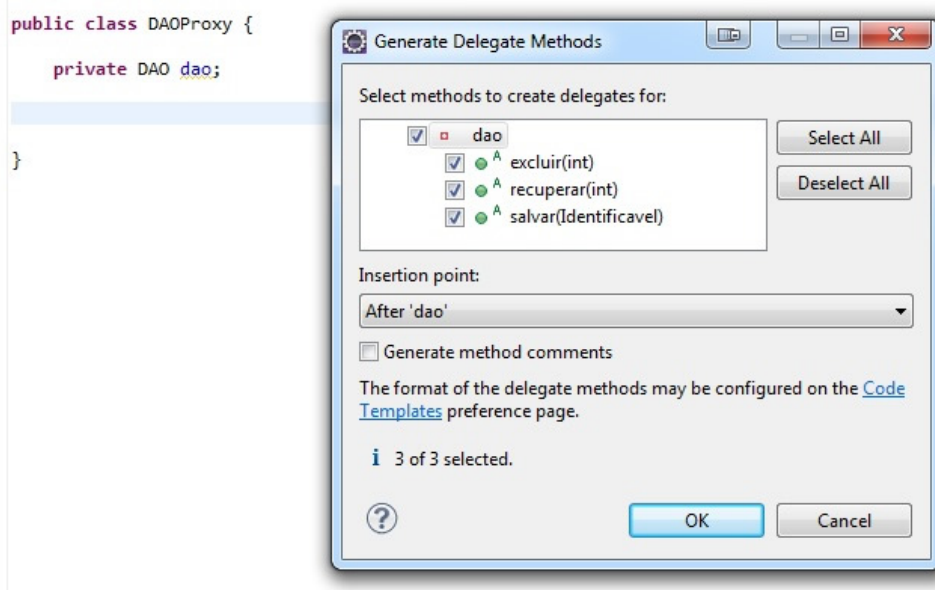 public class DAOProxy {
private DAO dao;
}
Generate Delegate Methods
Select methods to create delegates for:
dao
A excluir(int)
A recuperar(int)
A salvar(Identificavel)
Select All
Deselect All
Insertion point:
After 'dao'
Generate method comments
The format of the delegate methods may be configured on the Code
Templates preference page.
i 3 of 3 selected.
?
OK
Cancel